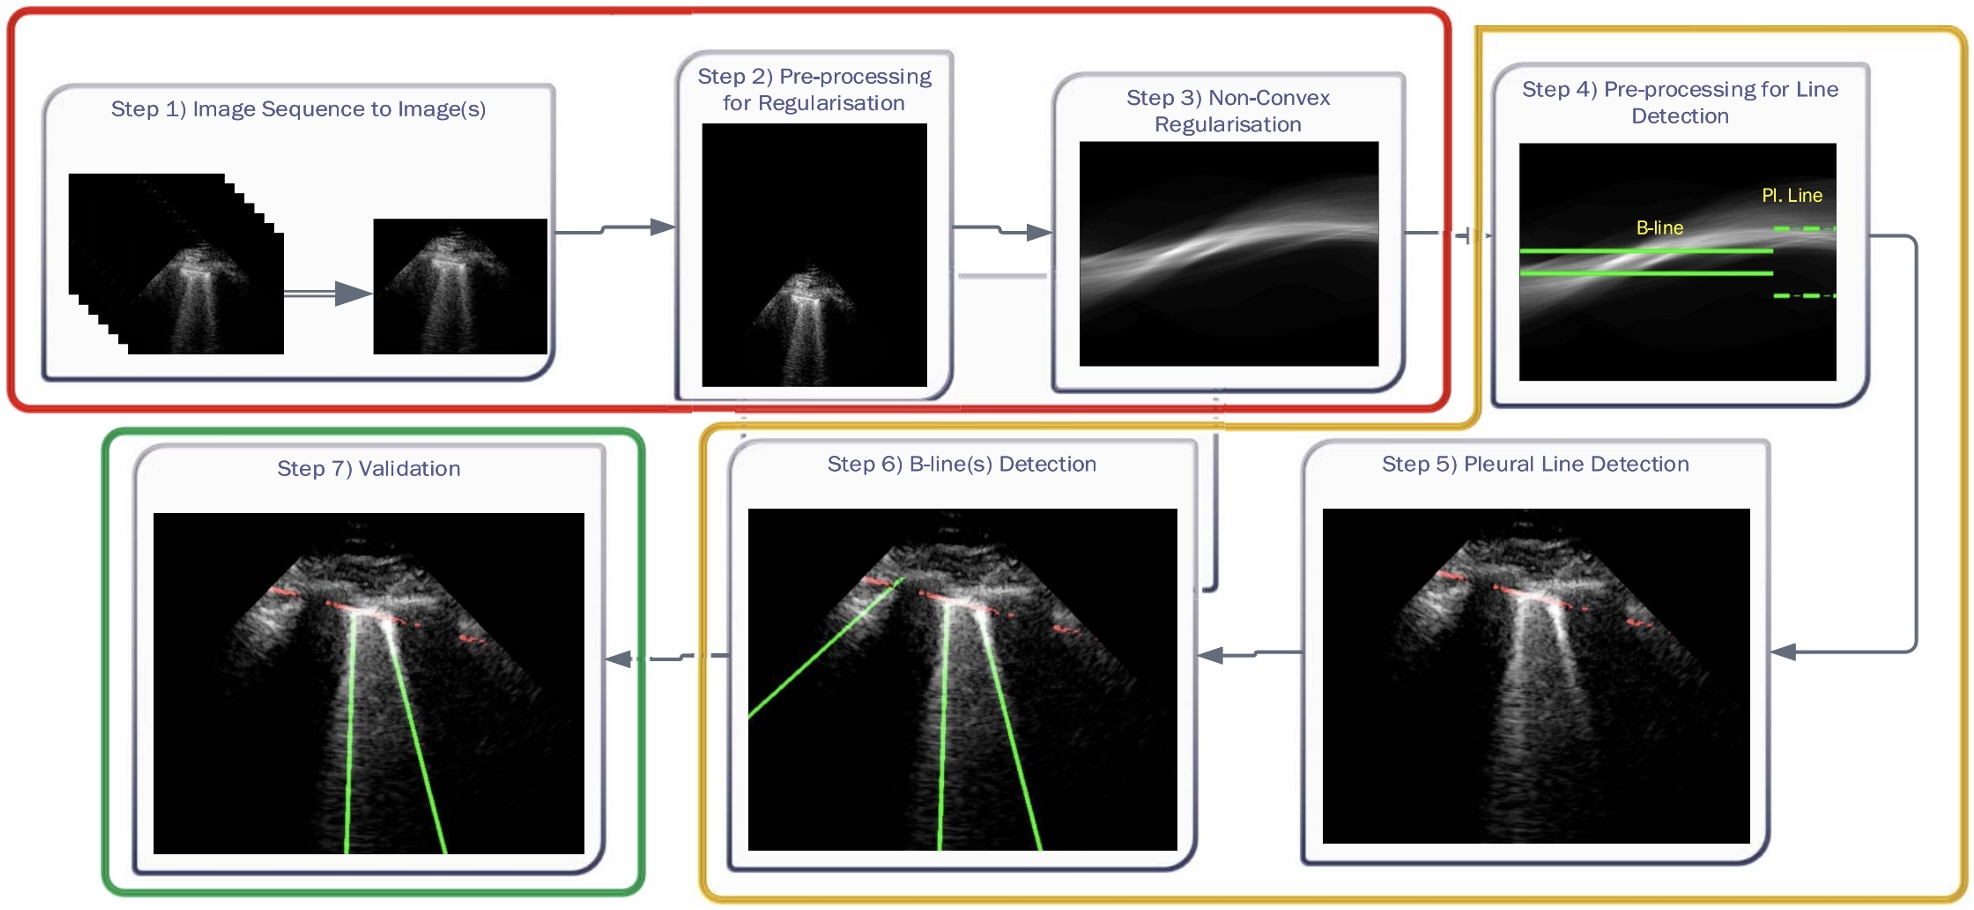 Step 1) Image Sequence to Image(s)
Step 2) Pre-processing
for Regularisation
Step 3) Non-Convex
Regularisation
Step 4) Pre-processing for Line
Detection
Pl. Line
B-line
Step 5) Pleural Line Detection
Step 6) B-line(s) Detection
Step 7) Validation